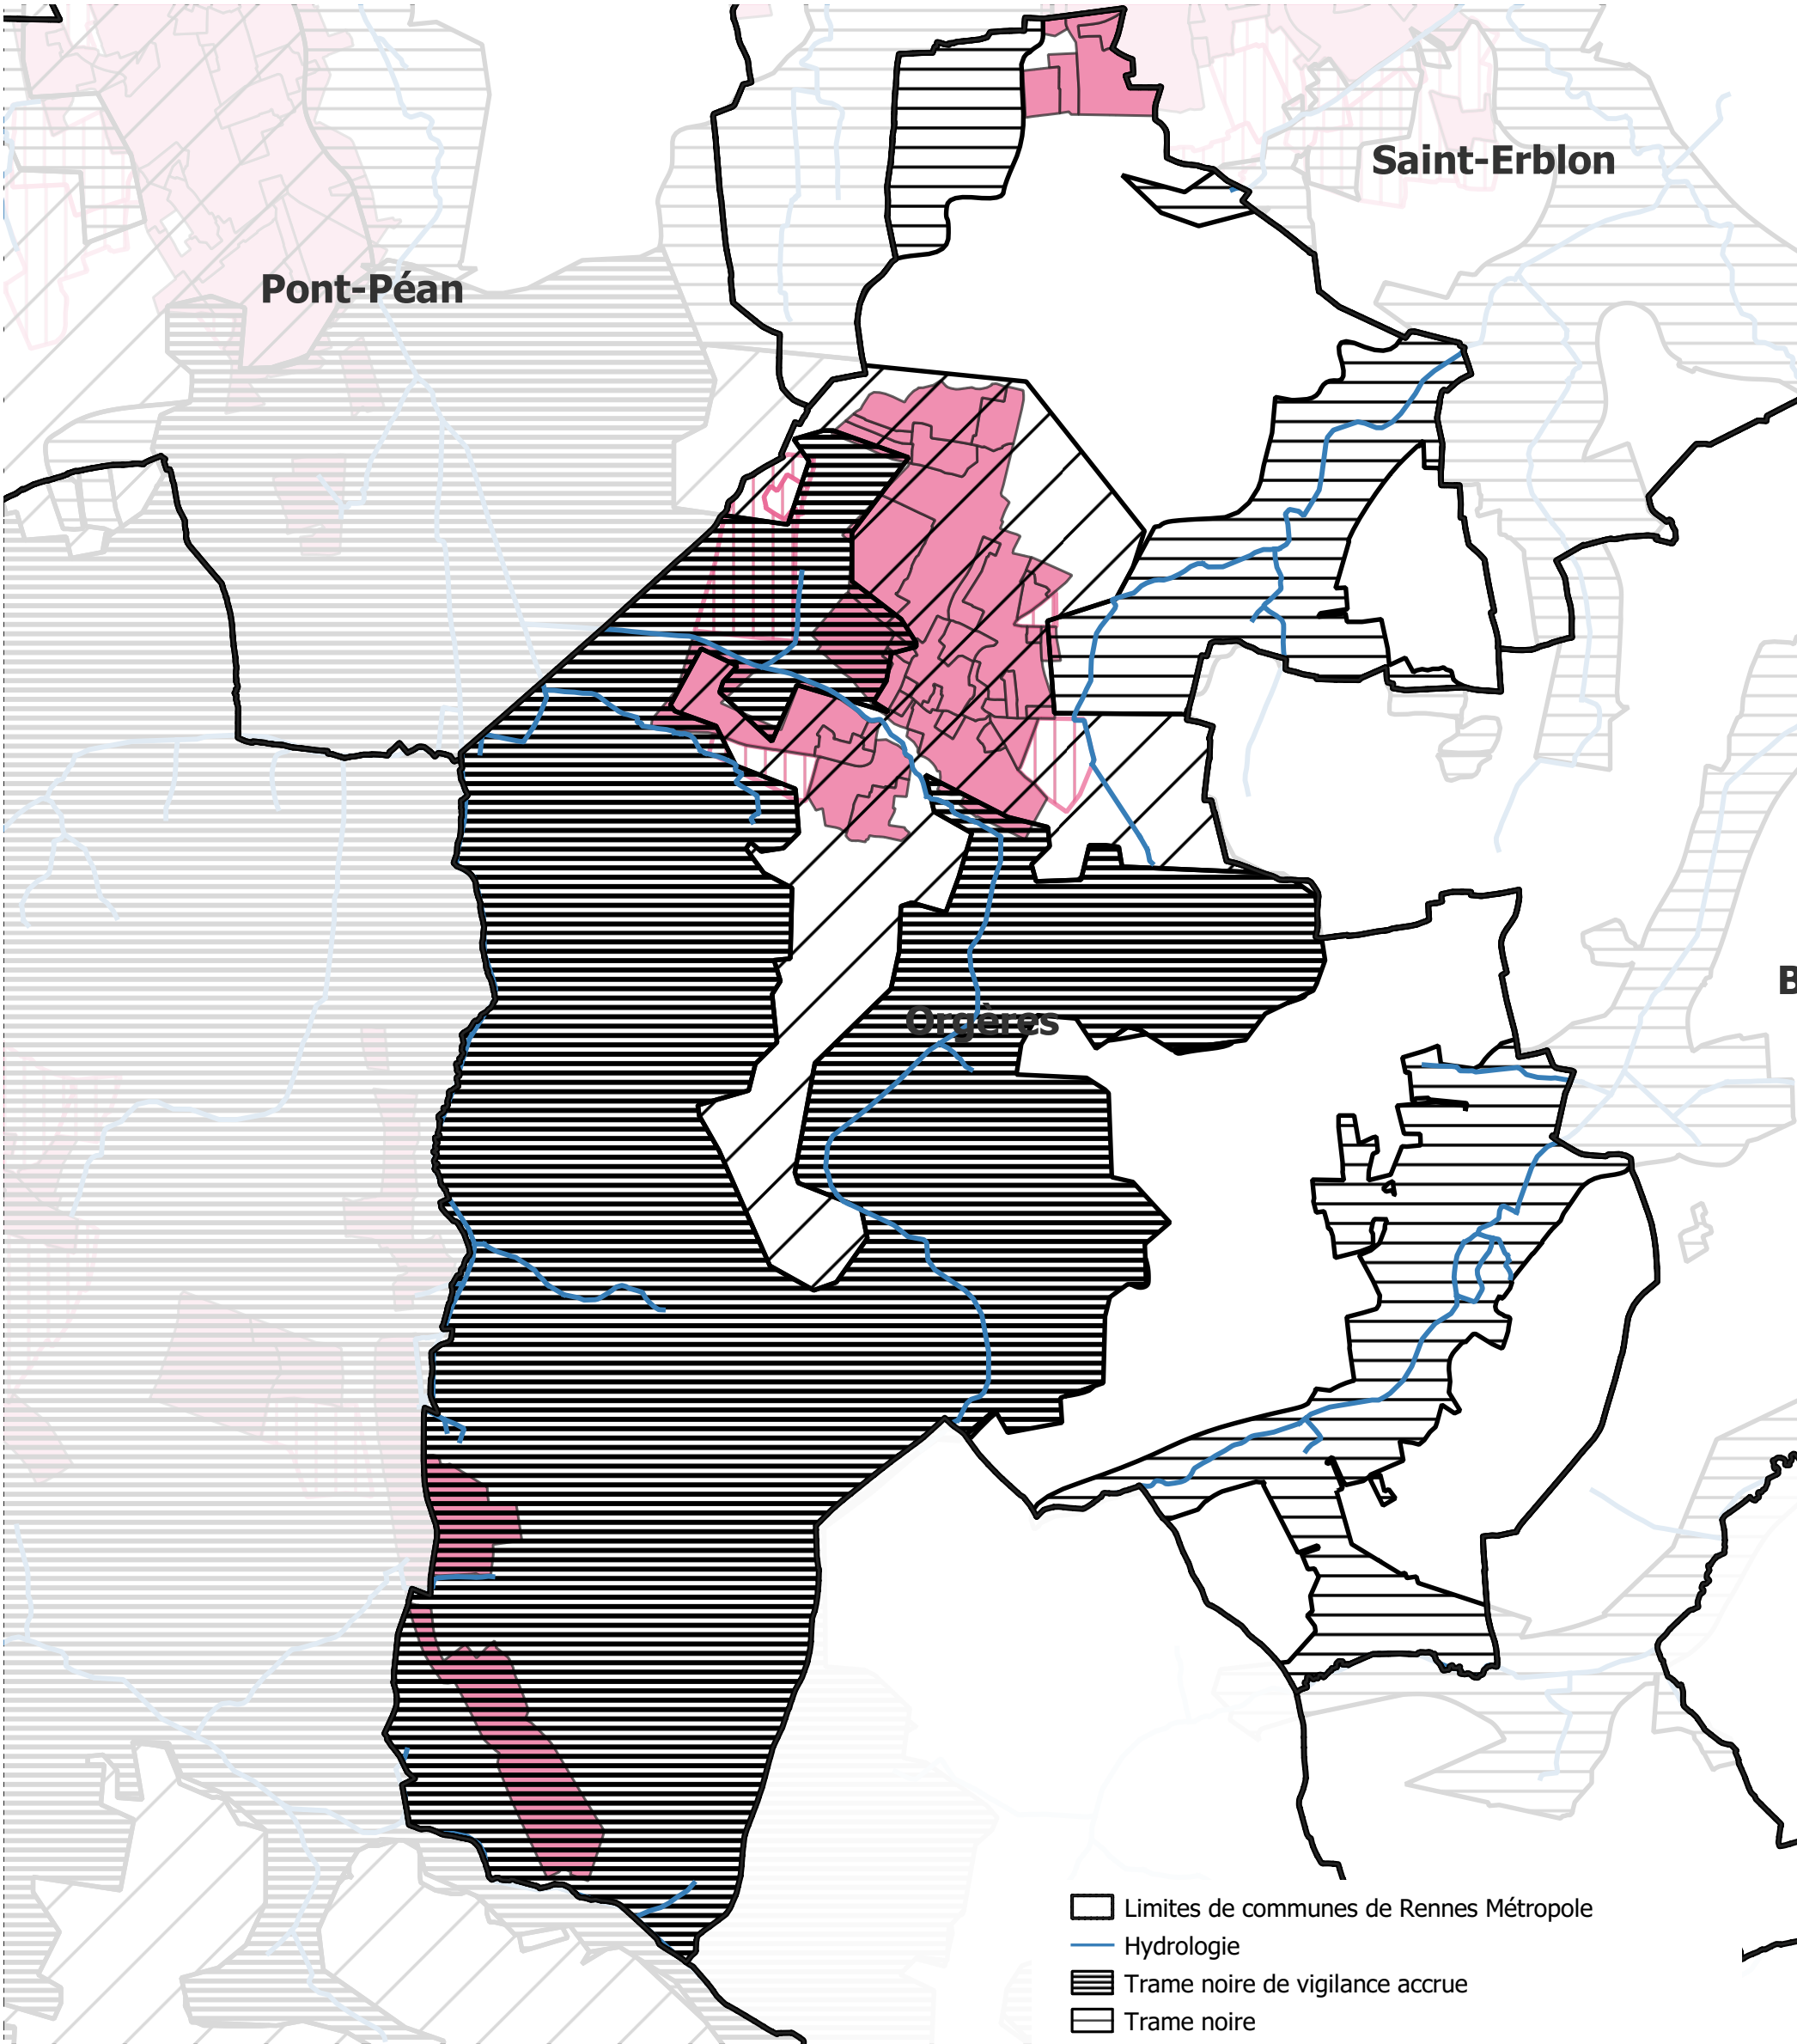 Saint-Erblon
Pont-Péan
B
Orgères
Limites de communes de Rennes Métropole
Hydrologie
Trame noire de vigilance accrue
Trame noire